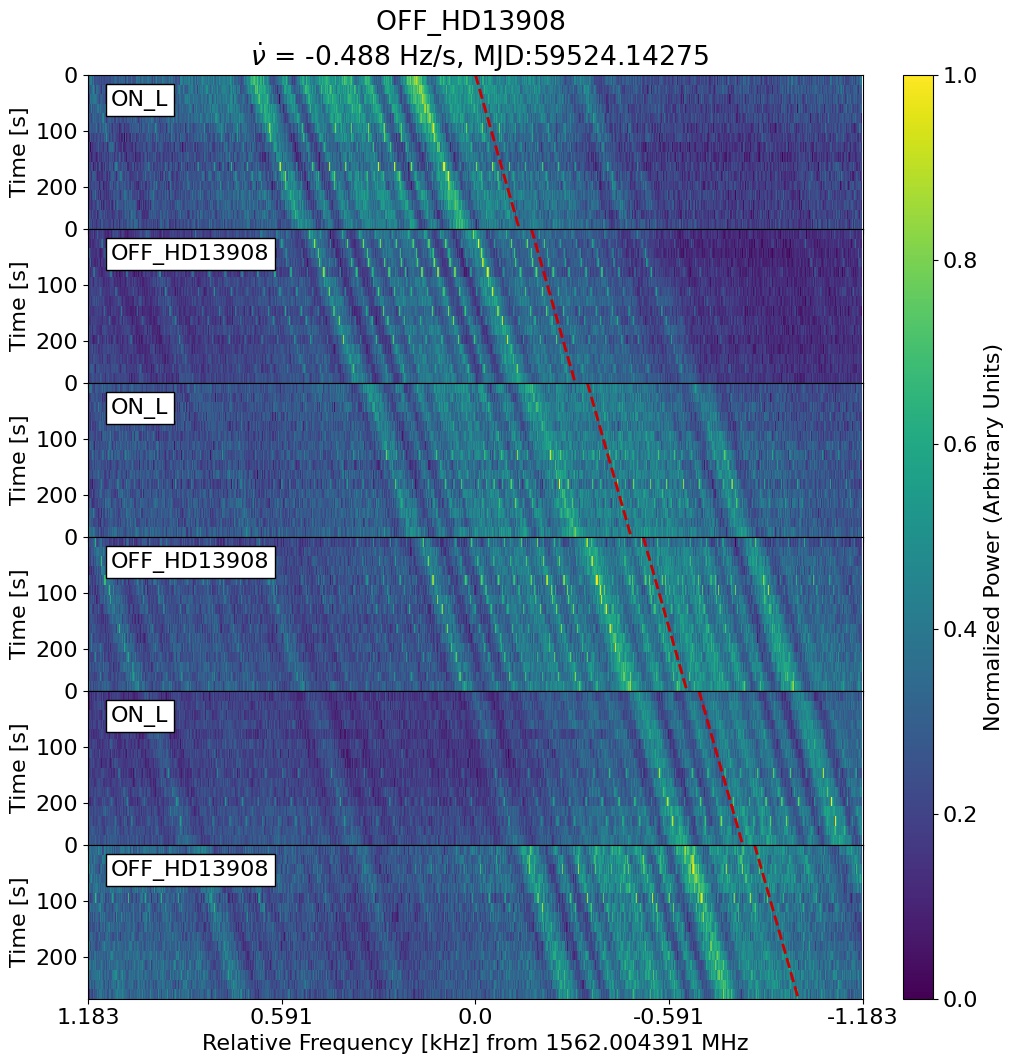 OFF_HD13908
ν̇ = -0.488 Hz/s, MJD:59524.14275
0
100
200
Time [s]
ON_L
0
100
200
Time [s]
OFF_HD13908
0
100
200
Time [s]
ON_L
0
100
200
Time [s]
OFF_HD13908
0
100
200
Time [s]
ON_L
0
100
200
Time [s]
OFF_HD13908
1.183 0.591 0.0 -0.591 -1.183
Relative Frequency [kHz] from 1562.004391 MHz
1.0
0.8
0.6
0.4
0.2
0.0
Normalized Power (Arbitrary Units)